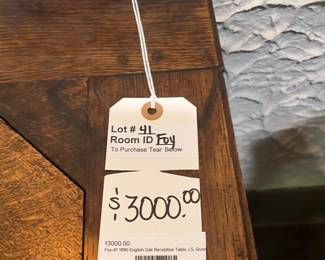 Lot # 41
Room ID Foy
To Purchase Tear Below
$3000.00
$3000.00
Foy-41 1890 English Oak Reception Table J.S.